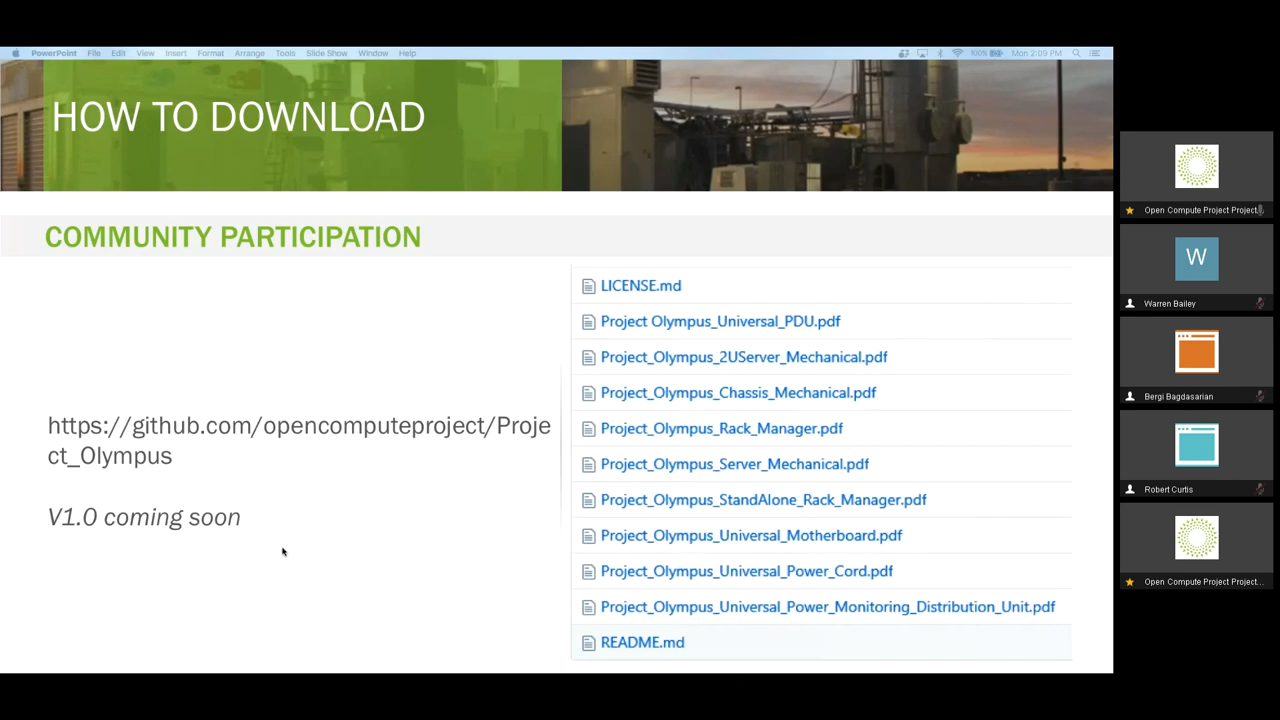 PowerPoint File Edit View Insert Format Arrange Tools Slide Show Window Help 100% Mon 2:09 PM
HOW TO DOWNLOAD
COMMUNITY PARTICIPATION
https://github.com/opencomputeproject/Proje
ct_Olympus
V1.0 coming soon
LICENSE.md
Project Olympus_Universal_PDU.pdf
Project_Olympus_2UServer_Mechanical.pdf
Project_Olympus_Chassis_Mechanical.pdf
Project_Olympus_Rack_Manager.pdf
Project_Olympus_Server_Mechanical.pdf
Project_Olympus_StandAlone_Rack_Manager.pdf
Project_Olympus_Universal_Motherboard.pdf
Project_Olympus_Universal_Power_Cord.pdf
Project_Olympus_Universal_Power_Monitoring_Distribution_Unit.pdf
README.md
Open Compute Project Project
W
Warren Bailey
Bergi Bagdasarian
Robert Curtis
Open Compute Project Project...